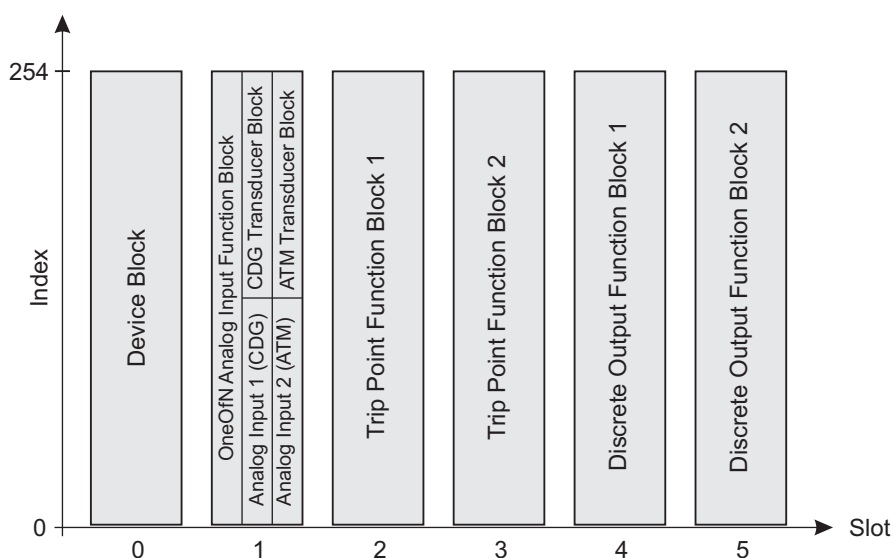 254
Index
0
Device Block
OneOfN Analog Input Function Block
CDG Transducer Block
Analog Input 1 (CDG)
ATM Transducer Block
Analog Input 2 (ATM)
Trip Point Function Block 1
Trip Point Function Block 2
Discrete Output Function Block 1
Discrete Output Function Block 2
0
1
2
3
4
5
Slot